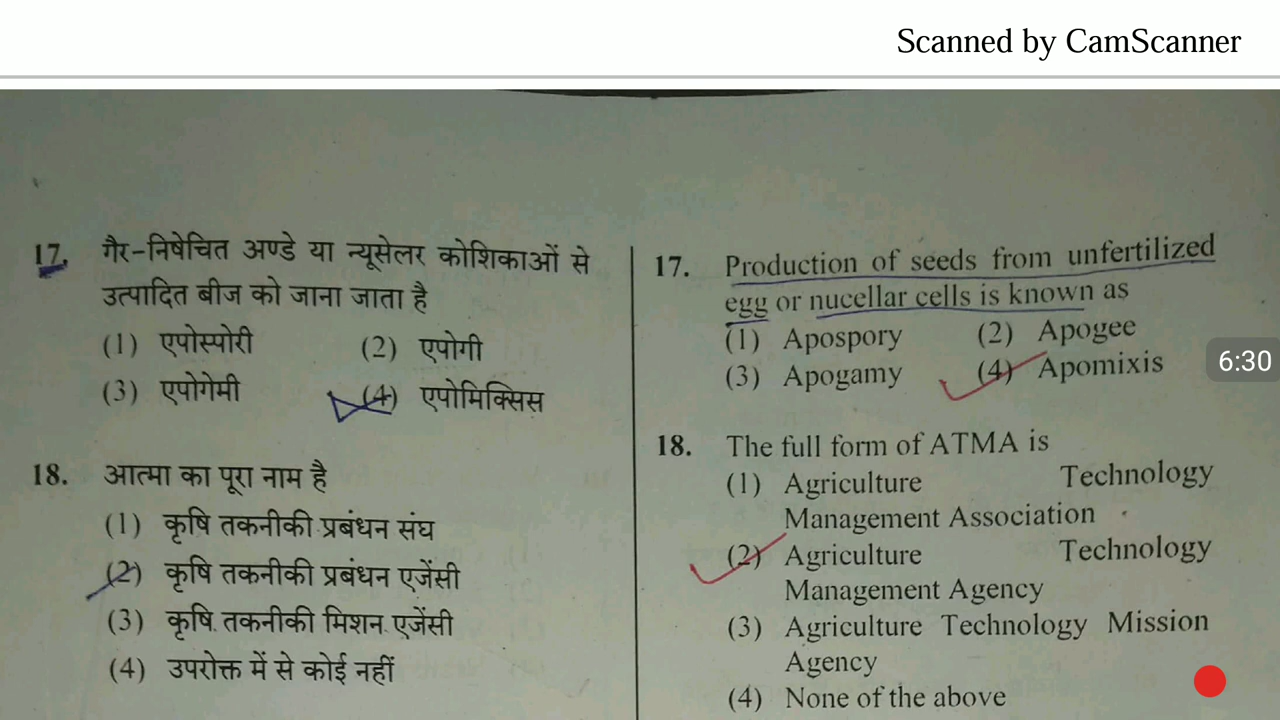 Scanned by CamScanner
17. गैर-निषेचित अण्डे या न्यूसेलर कोशिकाओं से
उत्पादित बीज को जाना जाता है
(1) एपोस्पोरी (2) एपोगी
(3) एपोगेमी (4) एपोमिक्सिस
18. आत्मा का पूरा नाम है
(1) कृषि तकनीकी प्रबंधन संघ
(2) कृषि तकनीकी प्रबंधन एजेंसी
(3) कृषि तकनीकी मिशन एजेंसी
(4) उपरोक्त में से कोई नहीं
17. Production of seeds from unfertilized
egg or nucellar cells is known as
(1) Apospory (2) Apogee
(3) Apogamy (4) Apomixis
18. The full form of ATMA is
(1) Agriculture Technology
Management Association
(2) Agriculture Technology
Management Agency
(3) Agriculture Technology Mission
Agency
(4) None of the above
6:30